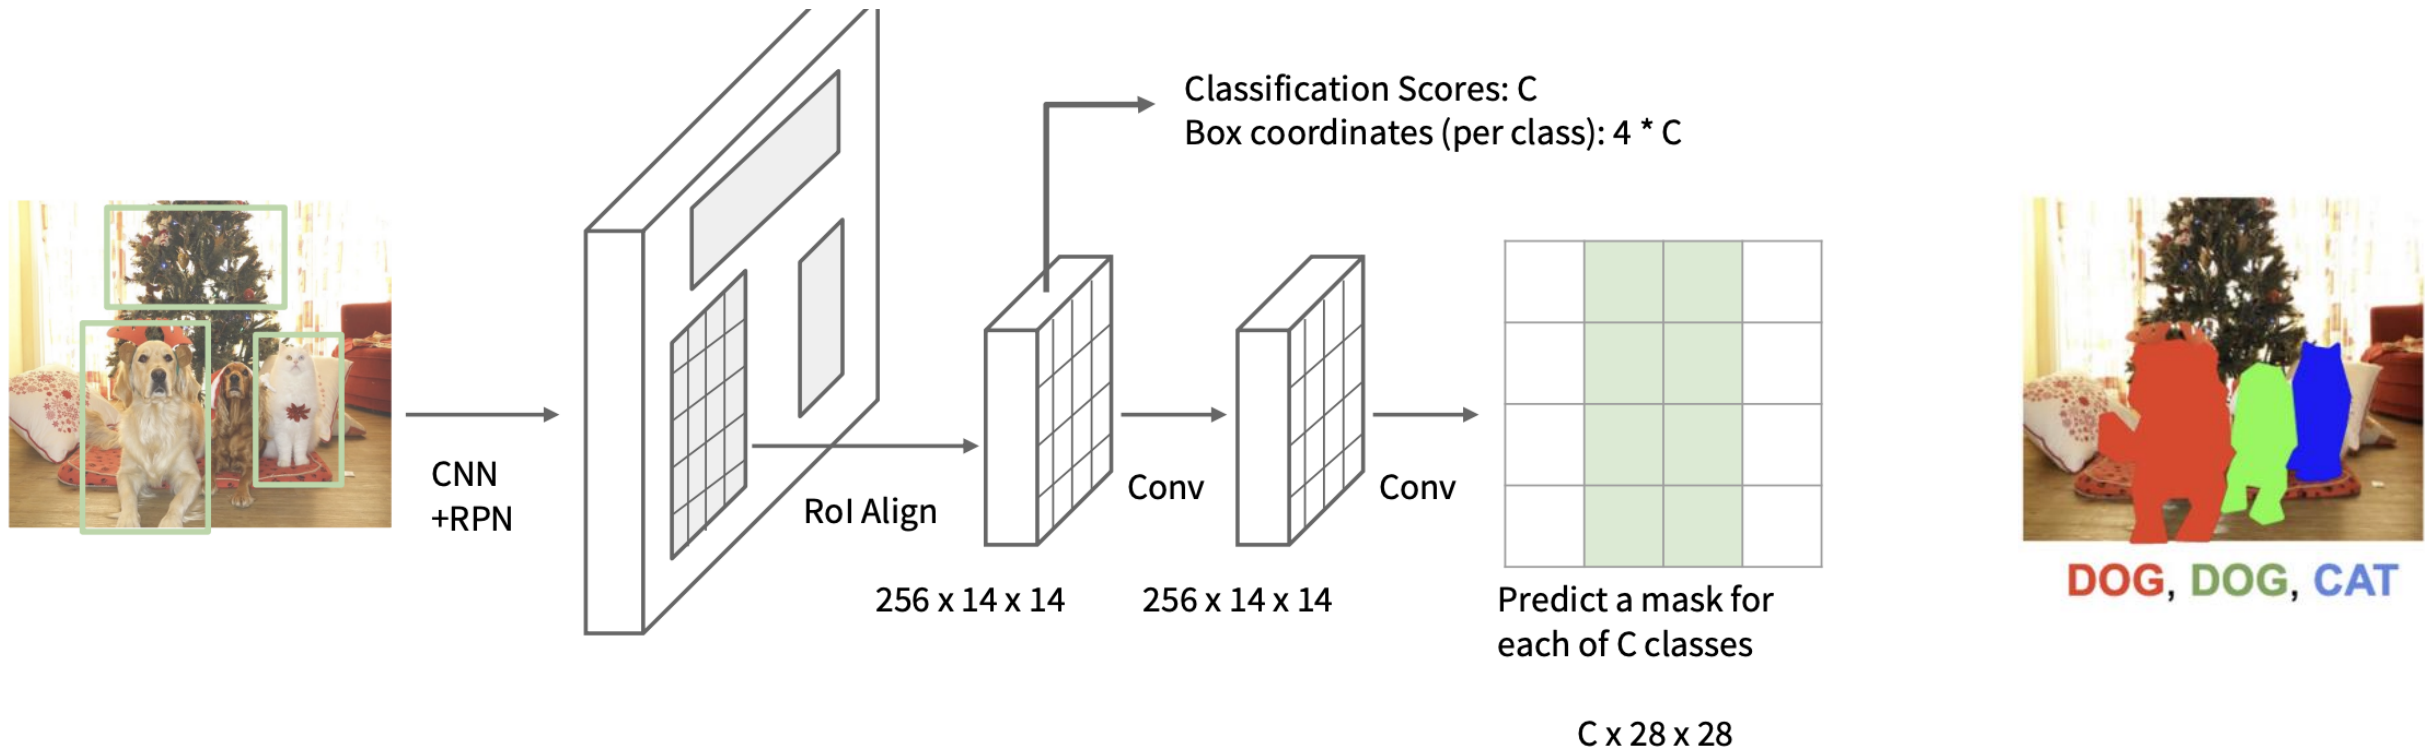 Classification Scores: C
Box coordinates (per class): 4 * C
CNN
+RPN
RoI Align
Conv
Conv
256 x 14 x 14
256 x 14 x 14
Predict a mask for
each of C classes
C x 28 x 28
DOG, DOG, CAT